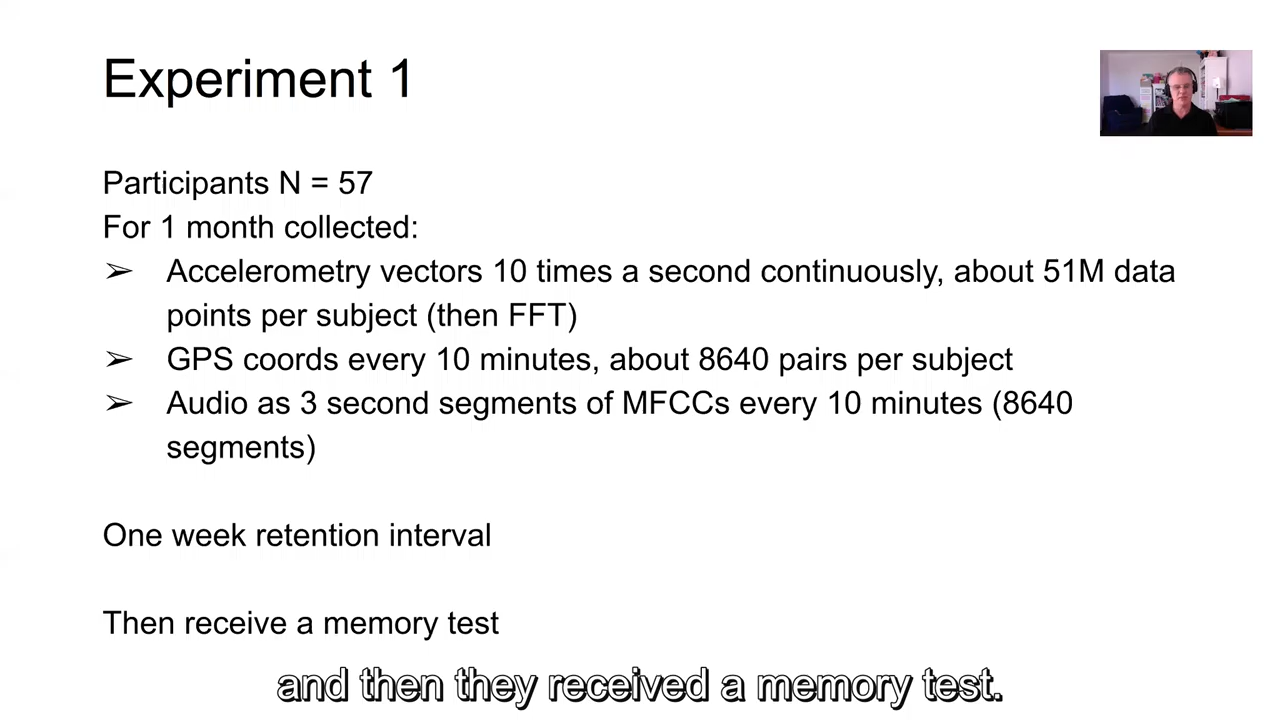 Experiment 1
Participants N = 57
For 1 month collected:
➢ Accelerometry vectors 10 times a second continuously, about 51M data
points per subject (then FFT)
➢ GPS coords every 10 minutes, about 8640 pairs per subject
➢ Audio as 3 second segments of MFCCs every 10 minutes (8640
segments)
One week retention interval
Then receive a memory test
and then they received a memory test.